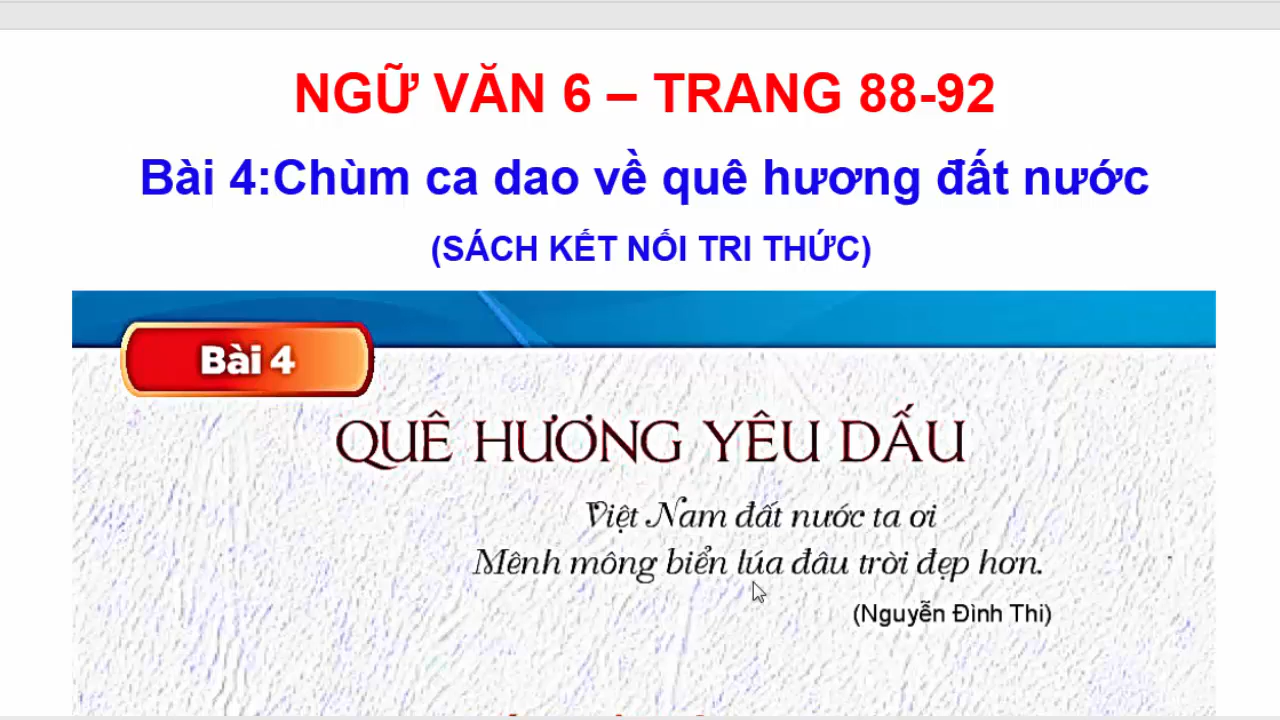 NGỮ VĂN 6 – TRANG 88-92
Bài 4:Chùm ca dao về quê hương đất nước
(SÁCH KẾT NỐI TRI THỨC)
Bài 4
QUÊ HƯƠNG YÊU DẤU
Việt Nam đất nước ta ơi
Mênh mông biển lúa đâu trời đẹp hơn.
(Nguyễn Đình Thi)